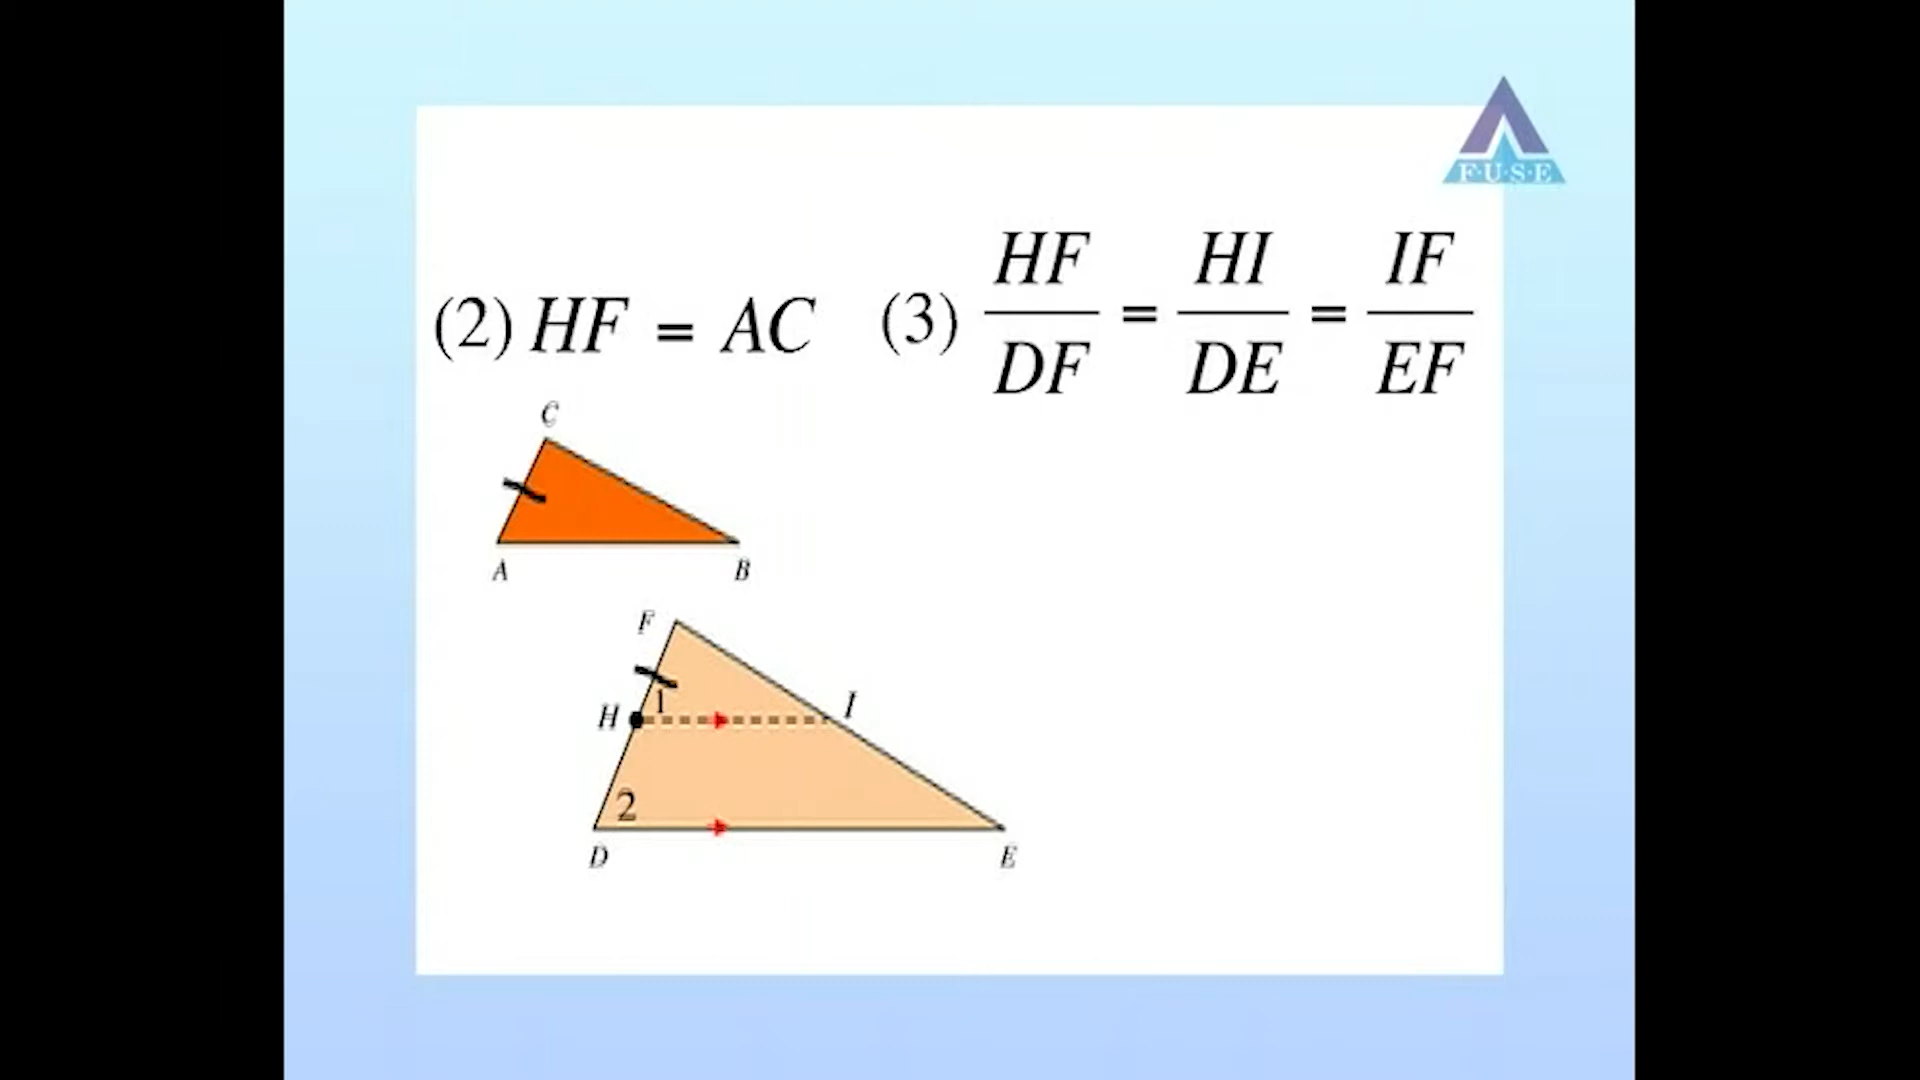 F·U·S·E
(2) HF = AC (3) HF/DF = HI/DE = IF/EF
C
A B
F
H 1 I
2
D E